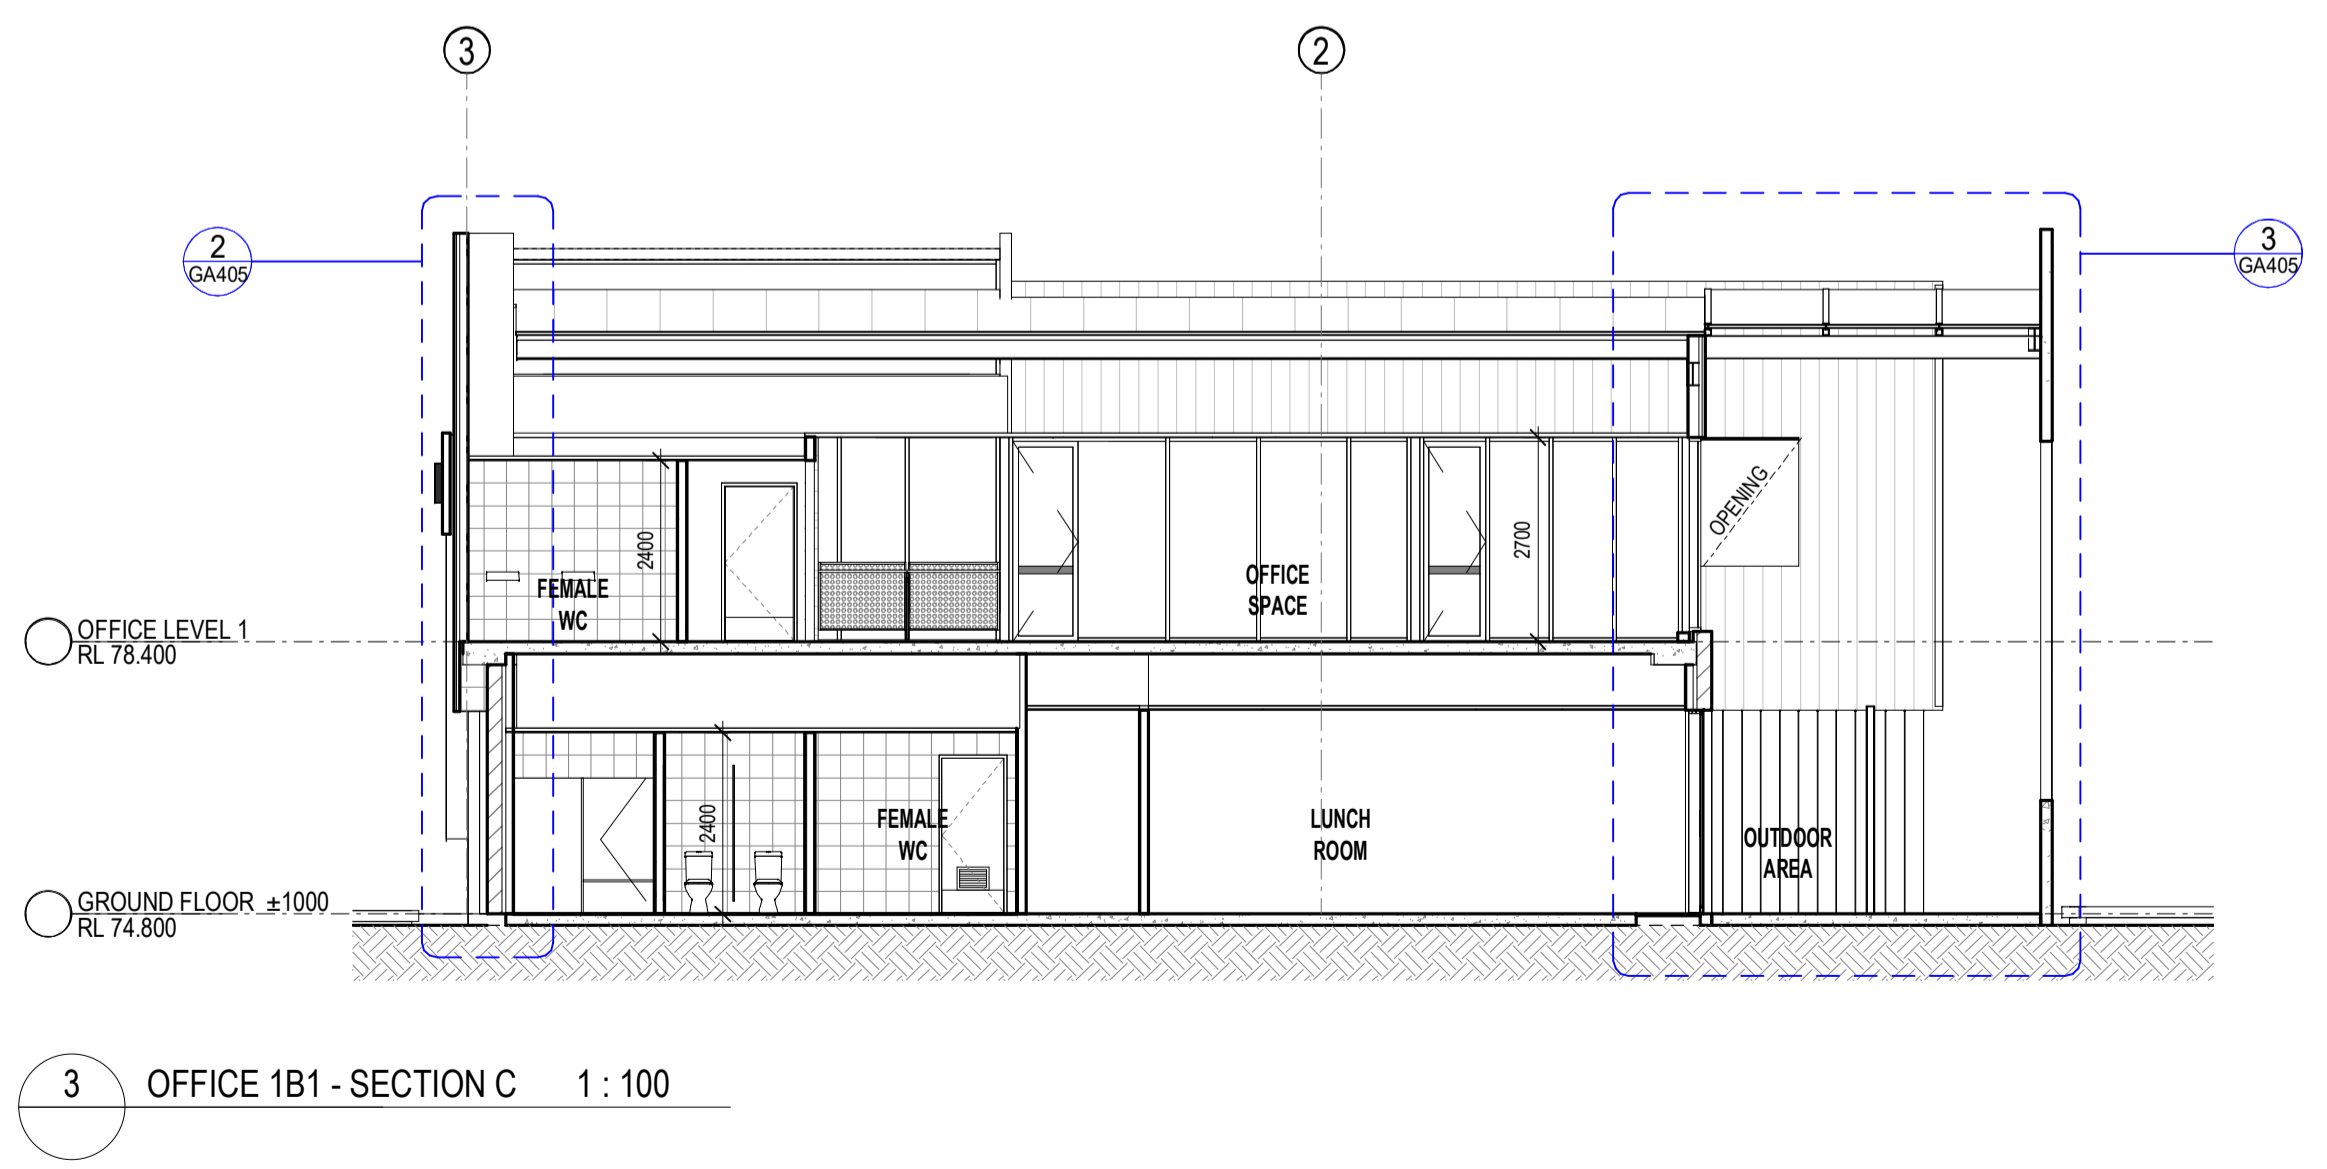 3
2
2
GA405
3
GA405
OPENING
2400
2700
FEMALE
WC
OFFICE
SPACE
OFFICE LEVEL 1
RL 78.400
2400
FEMALE
WC
LUNCH
ROOM
OUTDOOR
AREA
GROUND FLOOR ±1000
RL 74.800
3
OFFICE 1B1 - SECTION C 1 : 100